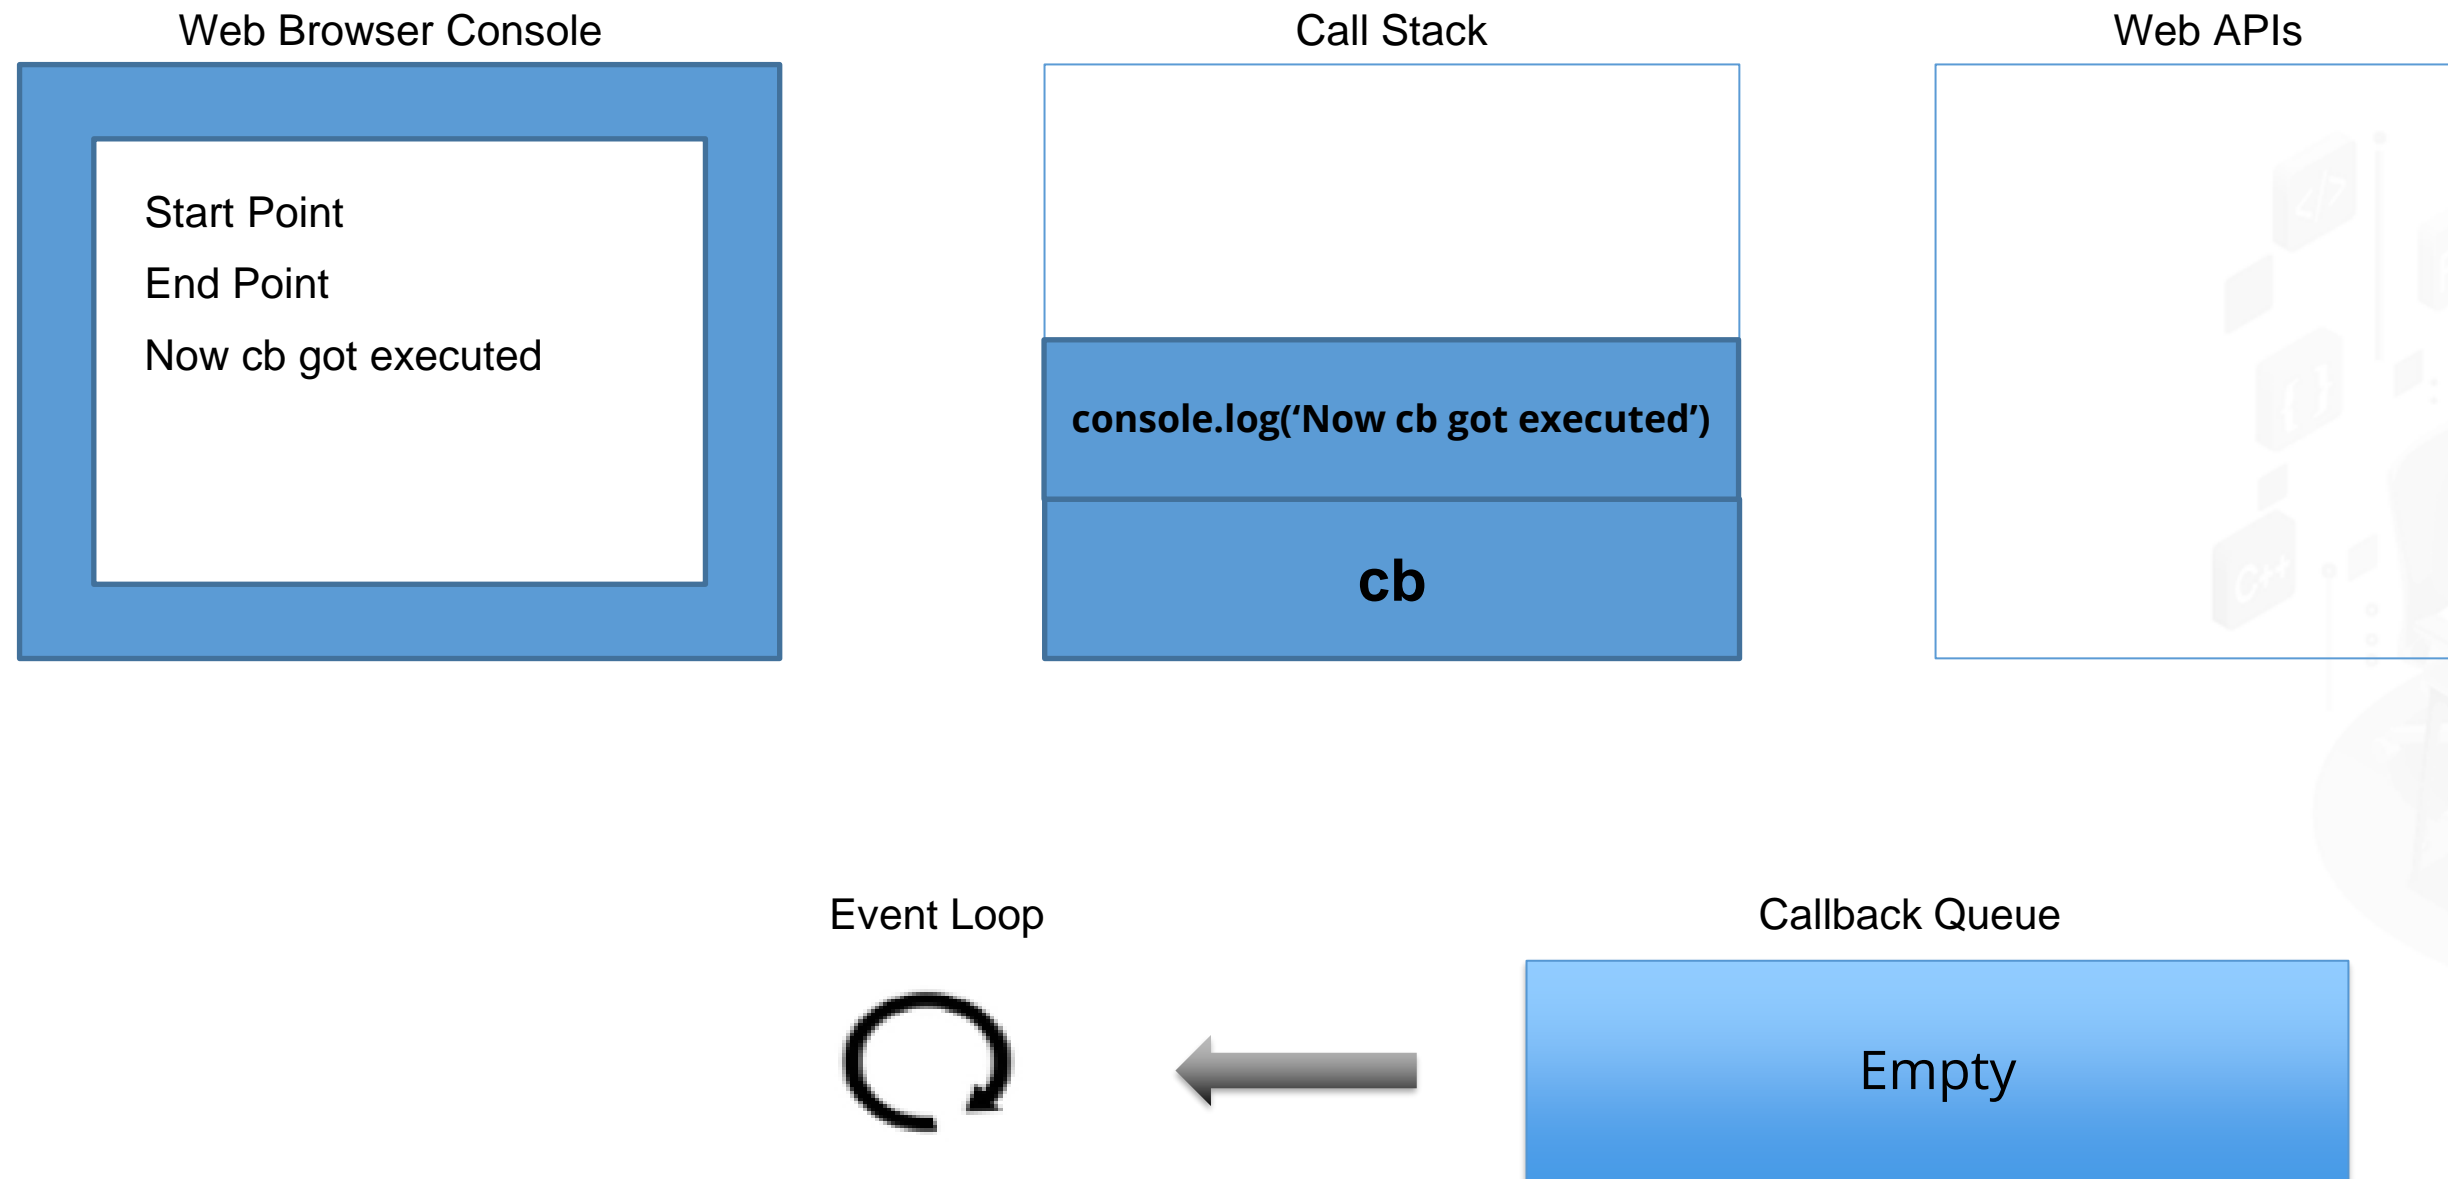 Web Browser Console
Call Stack
Web APIs
Start Point
End Point
Now cb got executed
console.log(‘Now cb got executed’)
cb
</>
{ }
C++
Event Loop
Callback Queue
Empty